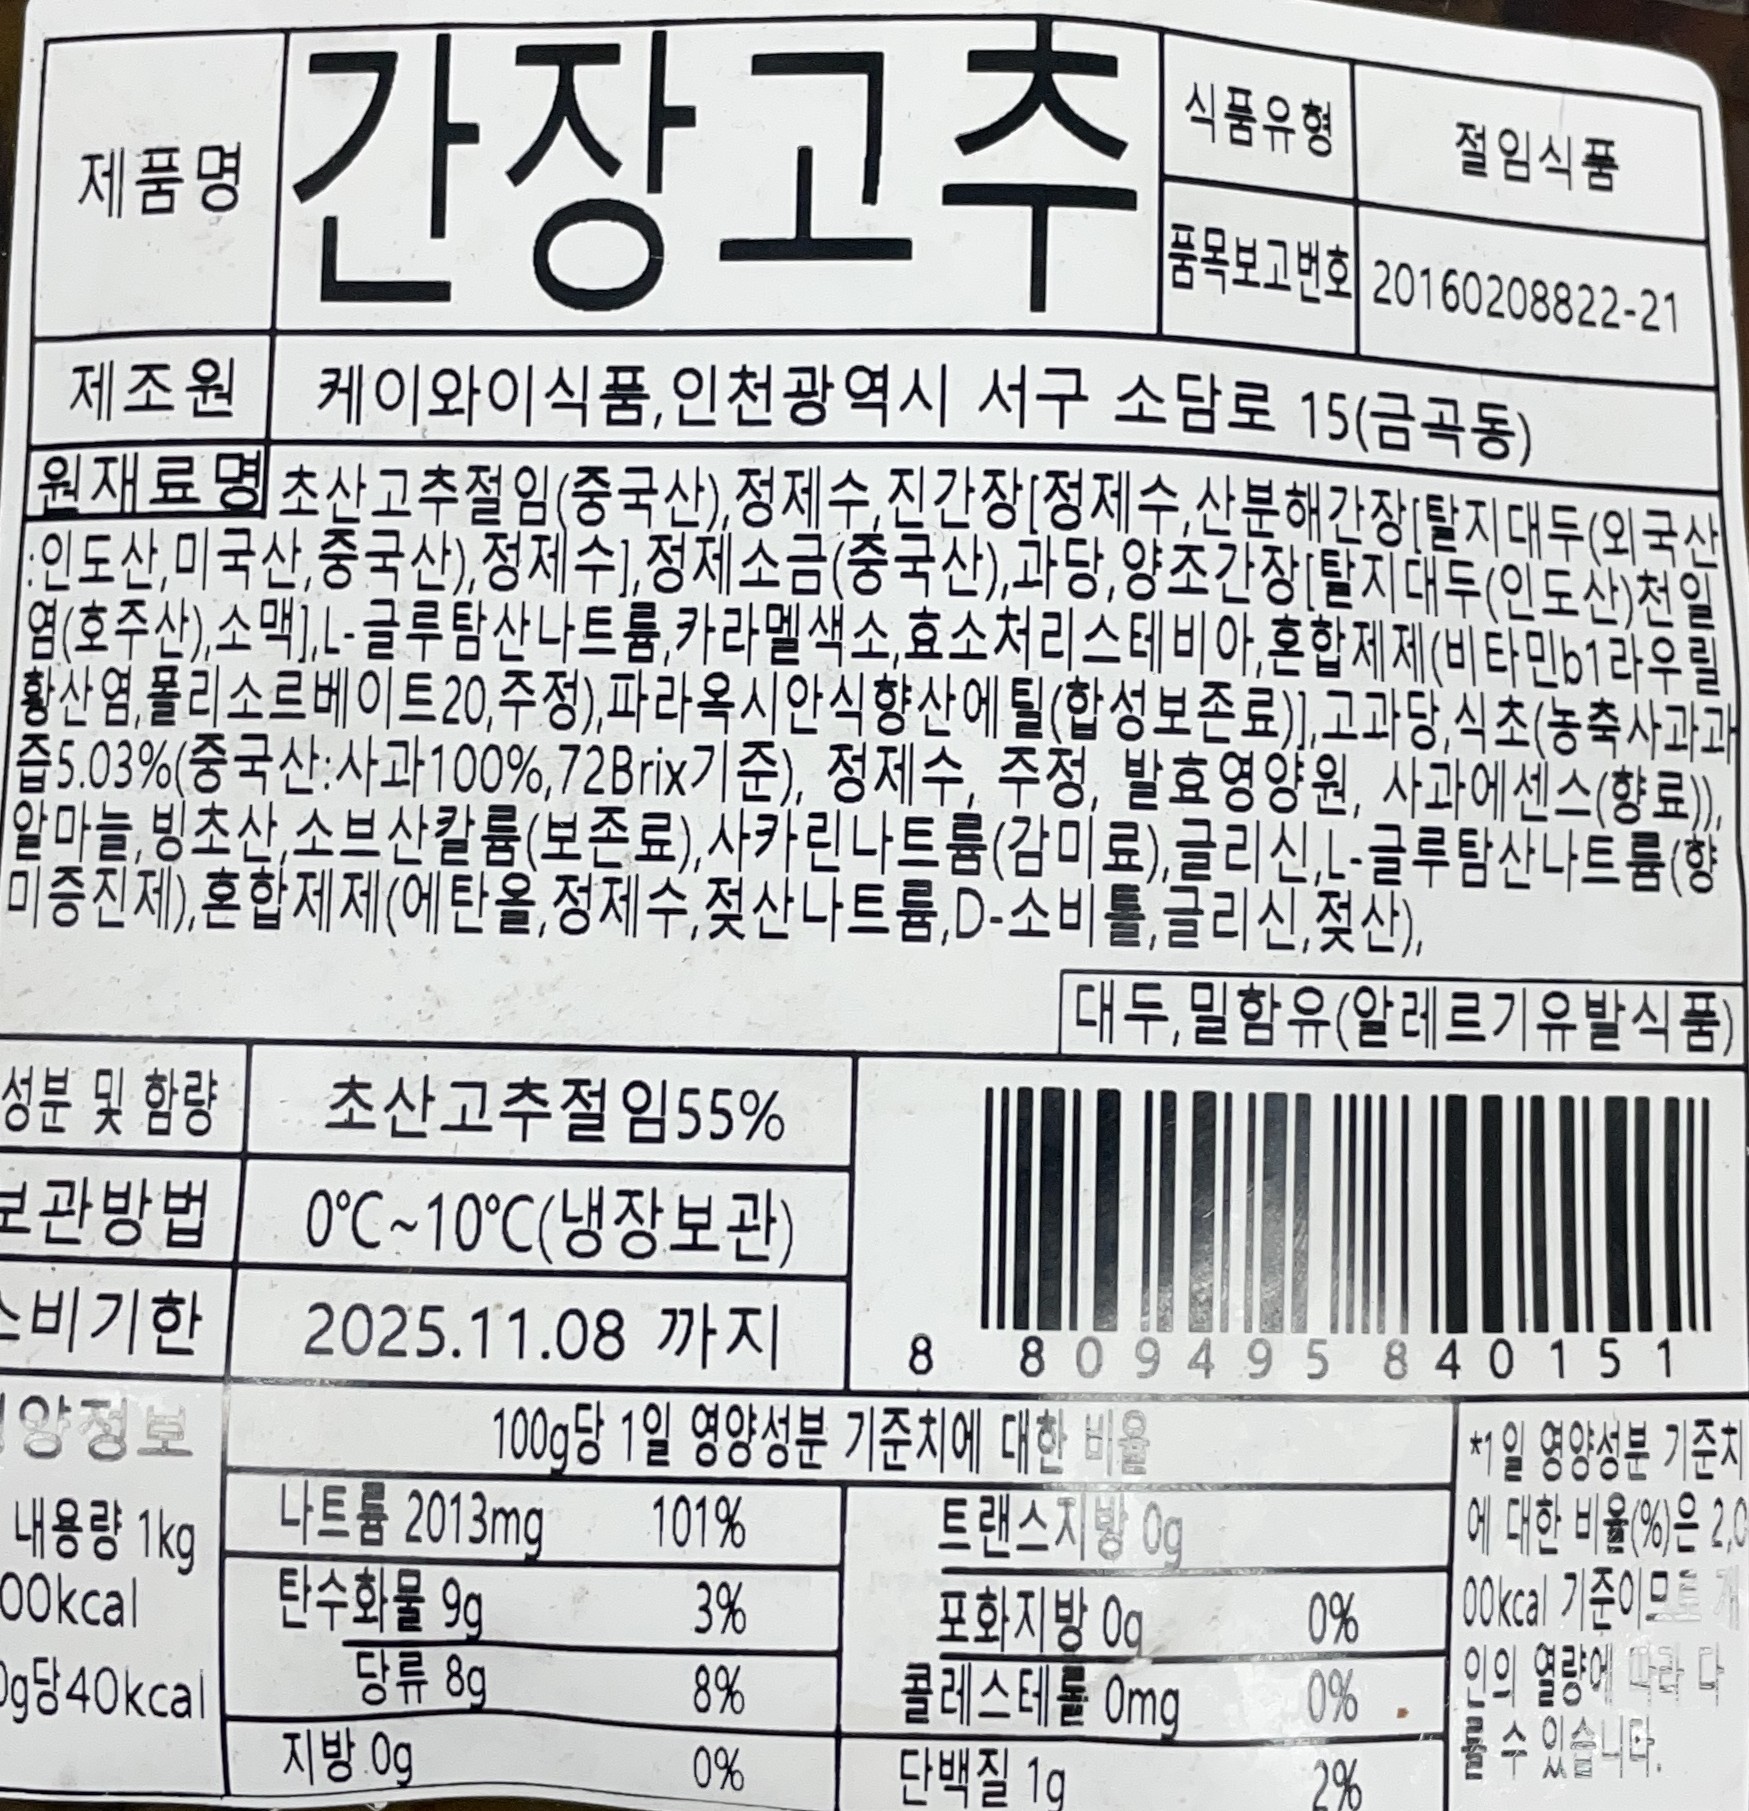 제품명
간장고추
식품유형
절임식품
품목보고번호
20160208822-21
제조원
케이와이식품,인천광역시 서구 소담로 15(금곡동)
원재료명
초산고추절임(중국산),정제수,진간장[정제수,산분해간장[탈지대두(외국산
:인도산,미국산,중국산),정제수],정제소금(중국산),과당,양조간장[탈지대두(인도산)천일
염(호주산),소맥],L-글루탐산나트륨,카라멜색소,효소처리스테비아,혼합제제(비타민b1라우릴
황산염,폴리소르베이트20,주정),파라옥시안식향산에틸(합성보존료)],고과당,식초(농축사과과
즙5.03%(중국산:사과100%,72Brix기준), 정제수, 주정, 발효영양원, 사과에센스(향료)),
알마늘,빙초산,소브산칼륨(보존료),사카린나트륨(감미료),글리신,L-글루탐산나트륨(향
미증진제),혼합제제(에탄올,정제수,젖산나트륨,D-소비톨,글리신,젖산),
대두,밀함유(알레르기유발식품)
성분 및 함량
초산고추절임55%
보관방법
0℃~10℃(냉장보관)
소비기한
2025.11.08 까지
8 809495 840151
영양정보
100g당 1일 영양성분 기준치에 대한 비율
내용량 1kg
00kcal
0g당40kcal
나트륨 2013mg 101%
탄수화물 9g 3%
당류 8g 8%
지방 0g 0%
트랜스지방 0g
포화지방 0g 0%
콜레스테롤 0mg 0%
단백질 1g 2%
*1일 영양성분 기준치
에 대한 비율(%)은 2,0
00kcal 기준이므로 개
인의 열량에 따라 다
를 수 있습니다.